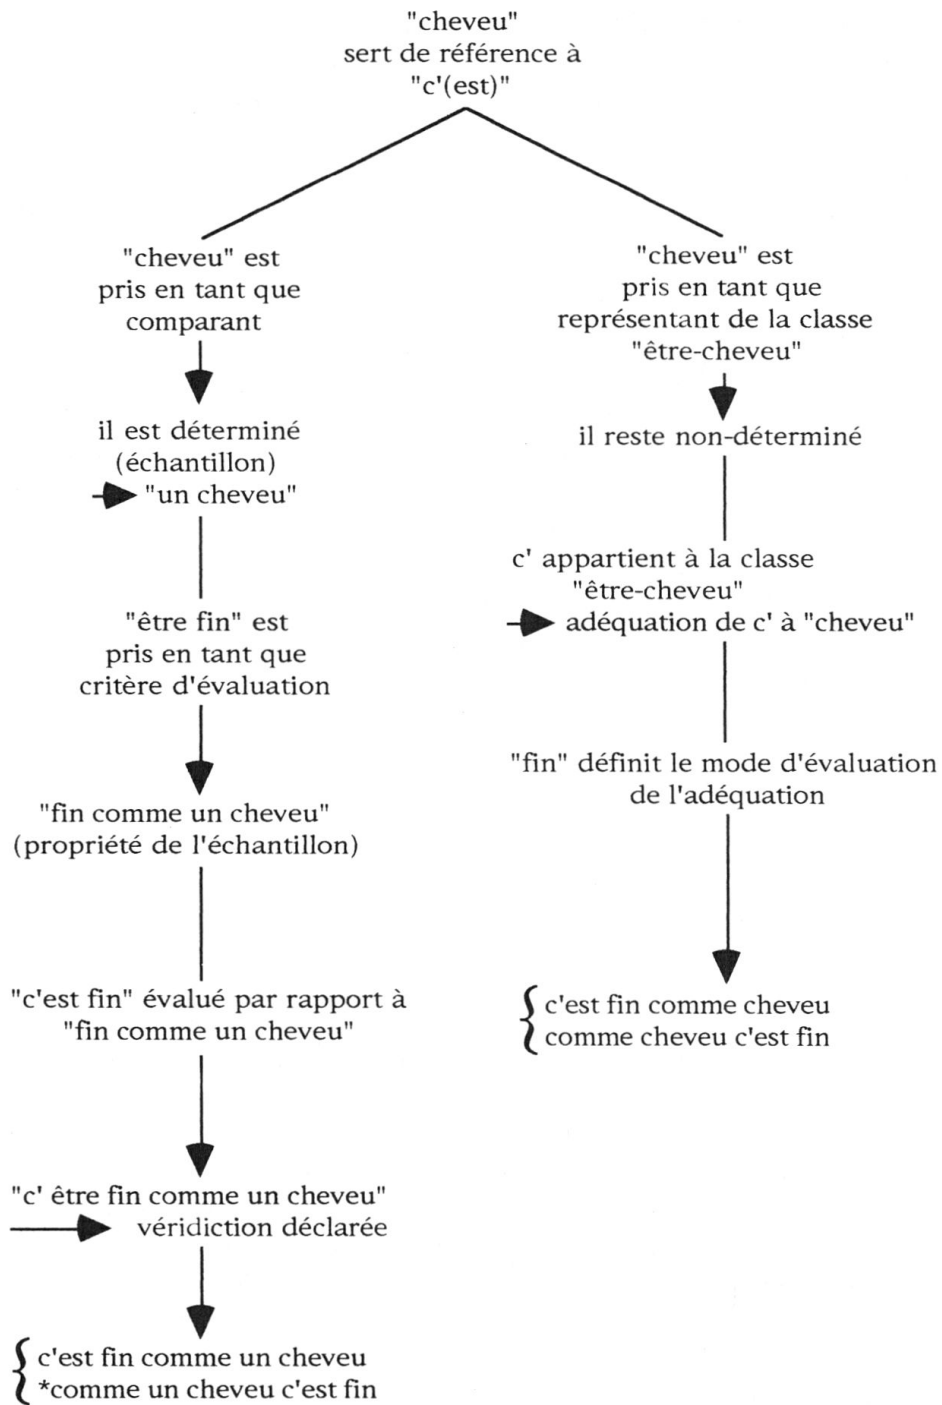 "cheveu"
sert de référence à
"c'(est)"
"cheveu" est
pris en tant que
comparant
il est déterminé
(échantillon)
"un cheveu"
"être fin" est
pris en tant que
critère d'évaluation
"fin comme un cheveu"
(propriété de l'échantillon)
"c'est fin" évalué par rapport à
"fin comme un cheveu"
"c' être fin comme un cheveu"
véridiction déclarée
c'est fin comme un cheveu
*comme un cheveu c'est fin
"cheveu" est
pris en tant que
représentant de la classe
"être-cheveu"
il reste non-déterminé
c' appartient à la classe
"être-cheveu"
adéquation de c' à "cheveu"
"fin" définit le mode d'évaluation
de l'adéquation
c'est fin comme cheveu
comme cheveu c'est fin